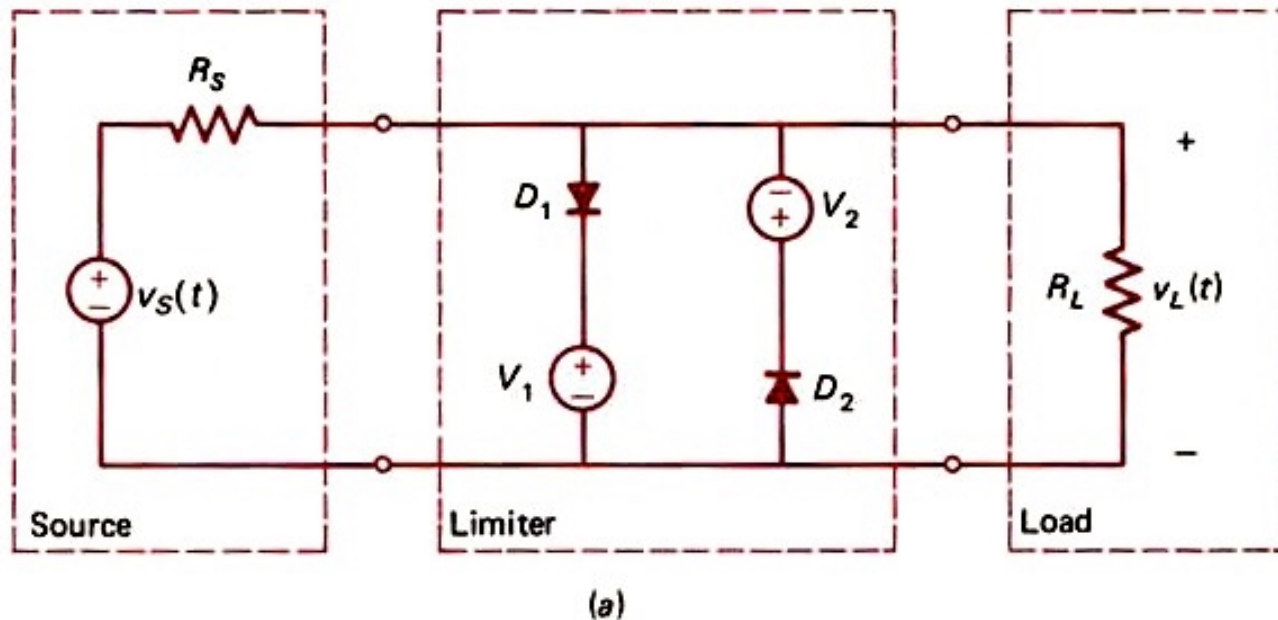 R_S
+
D_1
−
+
V_2
+
−
v_S(t)
R_L
v_L(t)
V_1
+
−
D_2
−
Source
Limiter
Load
(a)